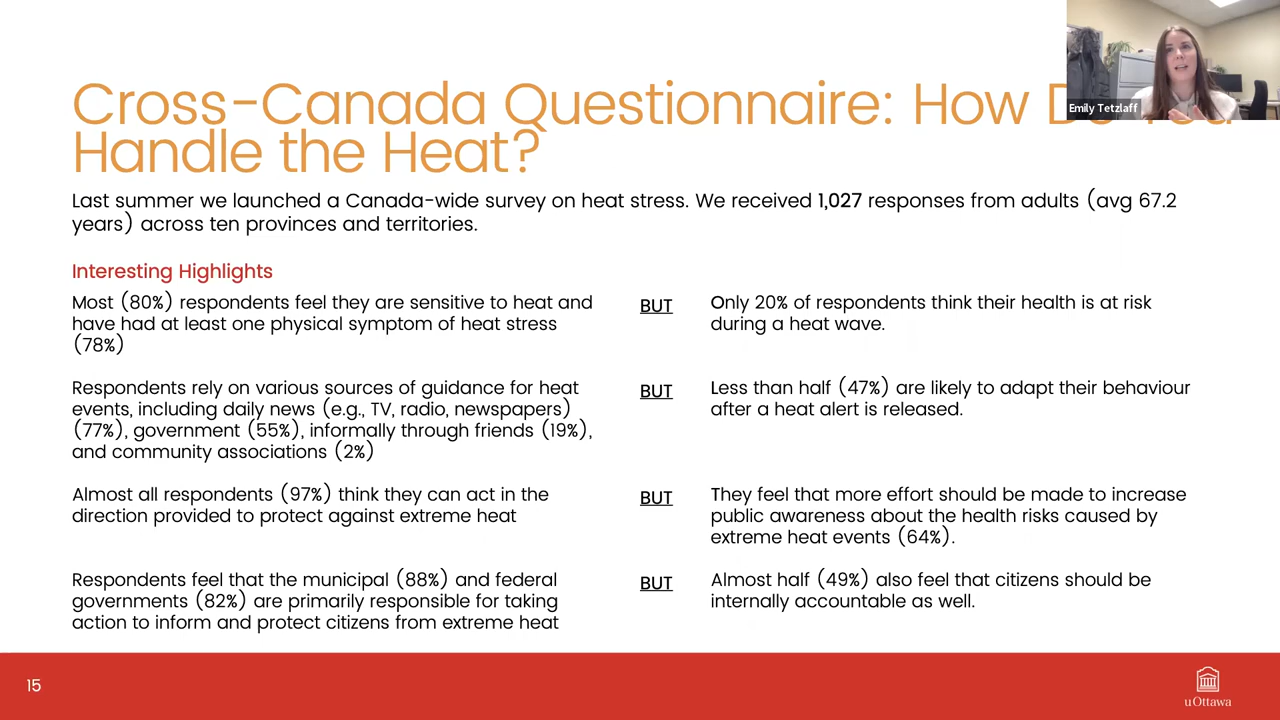 Emily Tetzlaff
Cross-Canada Questionnaire: How Do You
Handle the Heat?
Last summer we launched a Canada-wide survey on heat stress. We received 1,027 responses from adults (avg 67.2
years) across ten provinces and territories.
Interesting Highlights
Most (80%) respondents feel they are sensitive to heat and
have had at least one physical symptom of heat stress
(78%)
BUT
Only 20% of respondents think their health is at risk
during a heat wave.
Respondents rely on various sources of guidance for heat
events, including daily news (e.g., TV, radio, newspapers)
(77%), government (55%), informally through friends (19%),
and community associations (2%)
BUT
Less than half (47%) are likely to adapt their behaviour
after a heat alert is released.
Almost all respondents (97%) think they can act in the
direction provided to protect against extreme heat
BUT
They feel that more effort should be made to increase
public awareness about the health risks caused by
extreme heat events (64%).
Respondents feel that the municipal (88%) and federal
governments (82%) are primarily responsible for taking
action to inform and protect citizens from extreme heat
BUT
Almost half (49%) also feel that citizens should be
internally accountable as well.
15
uOttawa